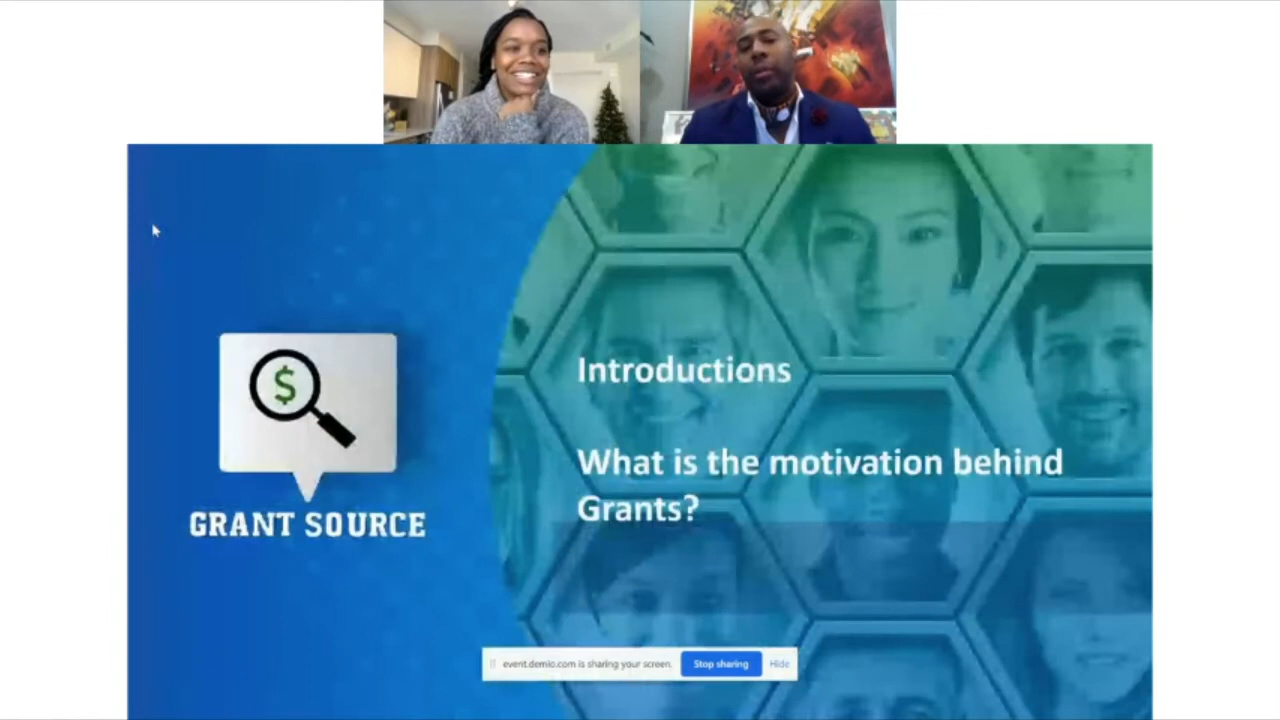 GRANT SOURCE
Introductions
What is the motivation behind
Grants?
$
event.demio.com is sharing your screen.
Stop sharing
Hide